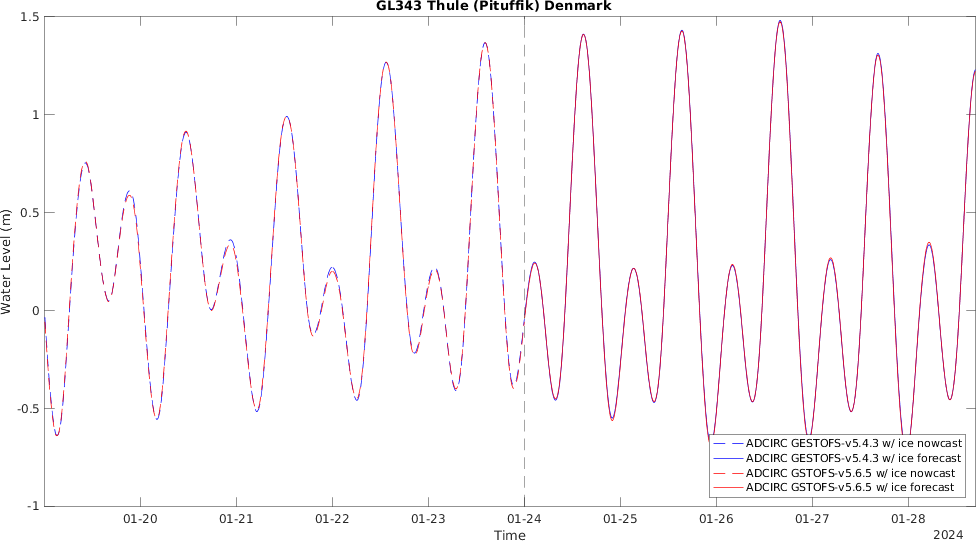 GL343 Thule (Pituffik) Denmark
1.5
1
0.5
0
-0.5
-1
Water Level (m)
ADCIRC GESTOFS-v5.4.3 w/ ice nowcast
ADCIRC GESTOFS-v5.4.3 w/ ice forecast
ADCIRC GSTOFS-v5.6.5 w/ ice nowcast
ADCIRC GSTOFS-v5.6.5 w/ ice forecast
01-20 01-21 01-22 01-23 01-24 01-25 01-26 01-27 01-28
Time
2024